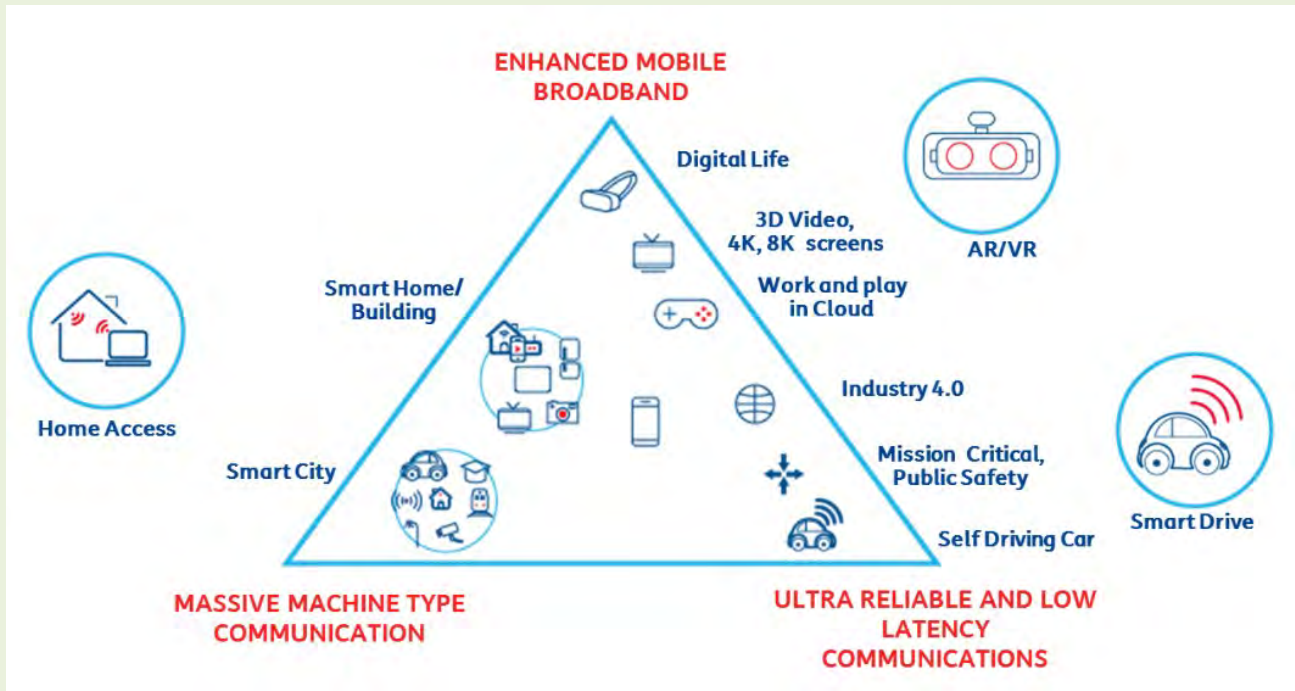 ENHANCED MOBILE
BROADBAND
Digital Life
3D Video,
4K, 8K screens
AR/VR
Work and play
in Cloud
Smart Home/
Building
Home Access
Industry 4.0
Smart City
Mission Critical,
Public Safety
Smart Drive
Self Driving Car
MASSIVE MACHINE TYPE
COMMUNICATION
ULTRA RELIABLE AND LOW
LATENCY
COMMUNICATIONS